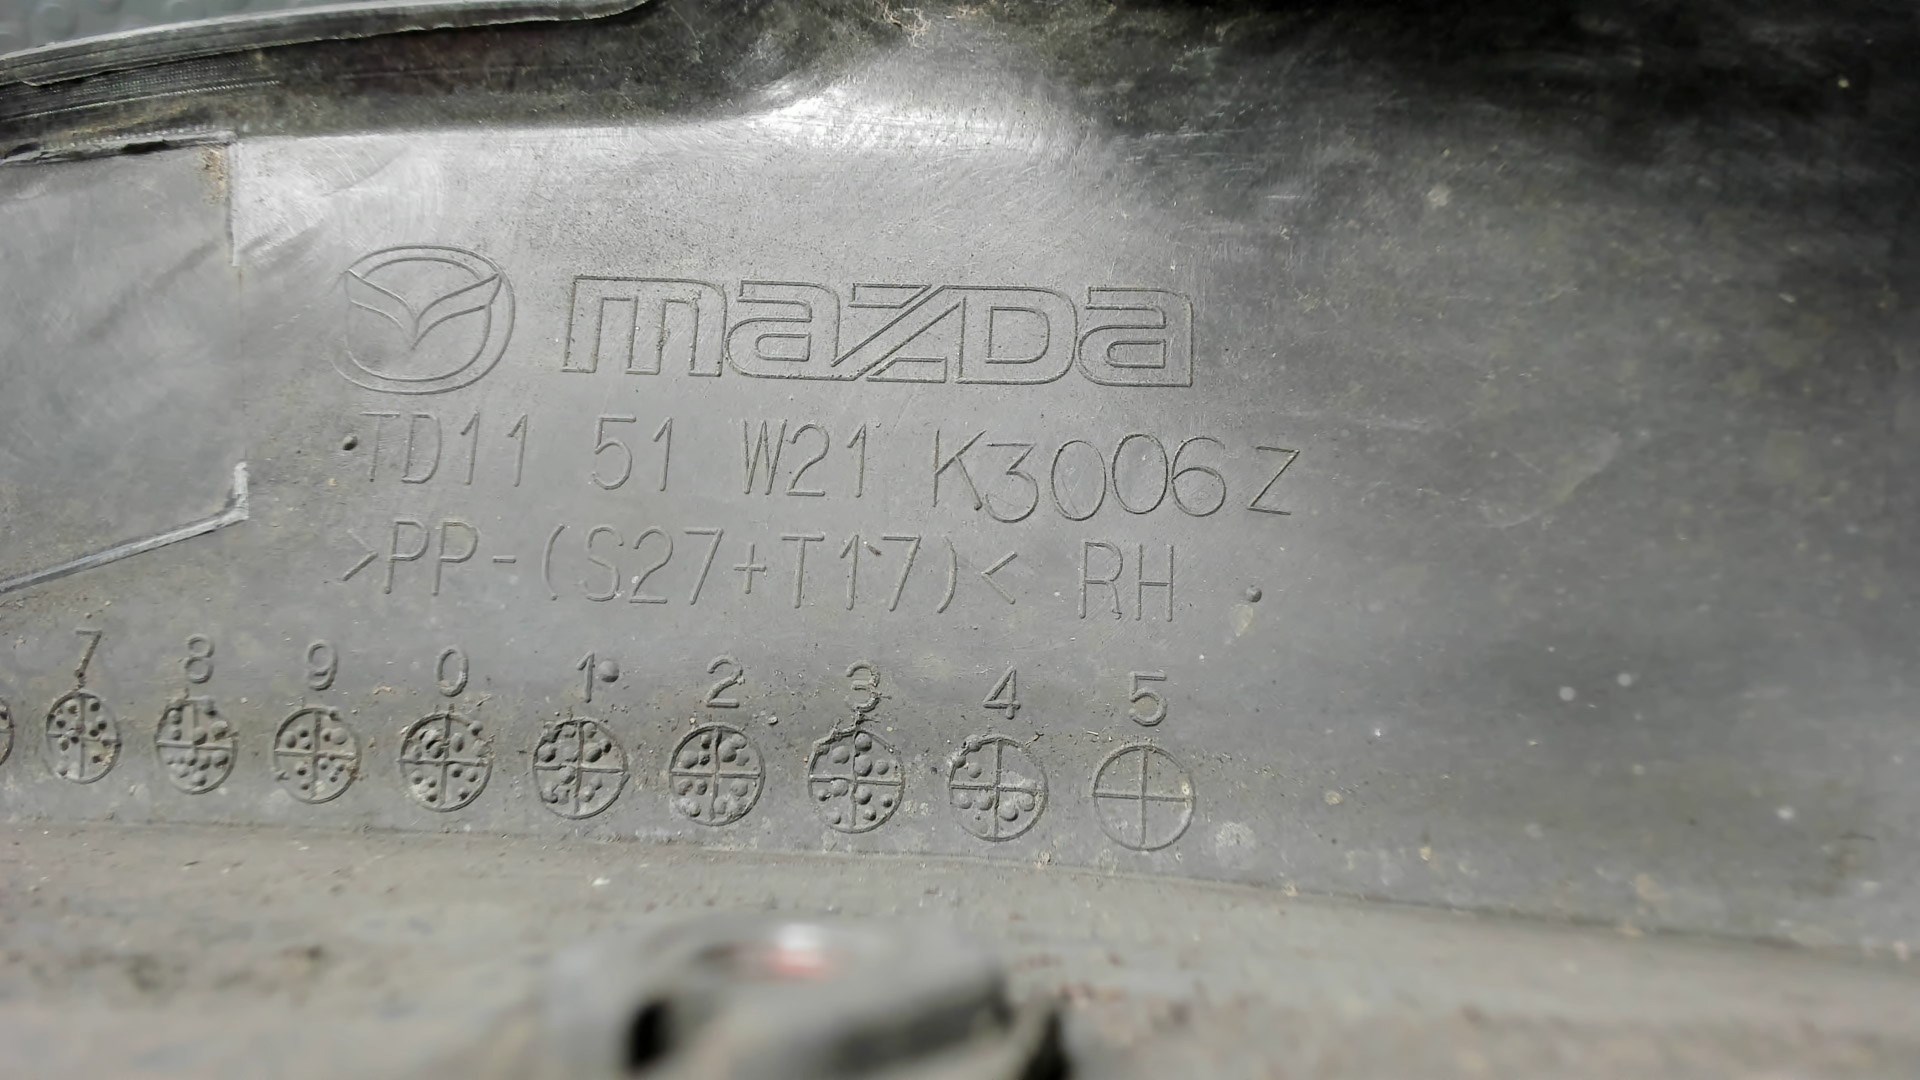 mazda
TD11 51 W21 K3006Z
>PP-(S27+T17)< RH
7 8 9 0 1 2 3 4 5